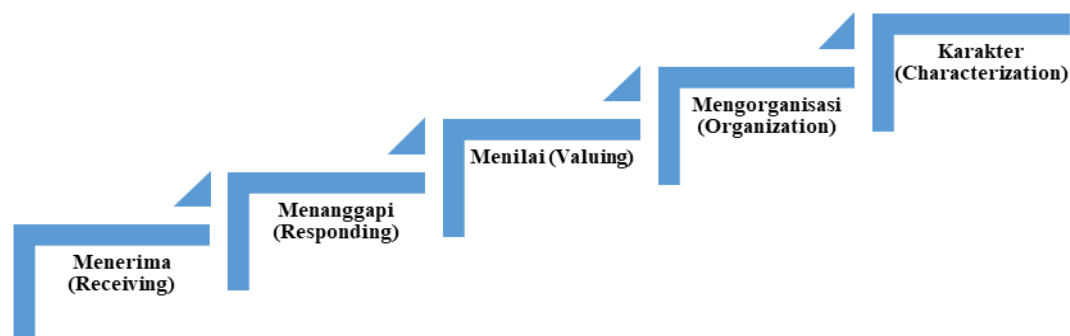 Menerima
(Receiving)
Menanggapi
(Responding)
Menilai (Valuing)
Mengorganisasi
(Organization)
Karakter
(Characterization)